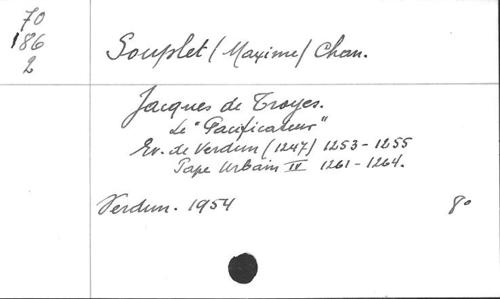 70
186
2
Souplet (Maxime) Chan.
Jacques de Troyes.
Le "Pacificateur"
Ev. de Verdun (1247) 1253-1255
Pape Urbain IV 1261-1264.
Verdun. 1954 8°